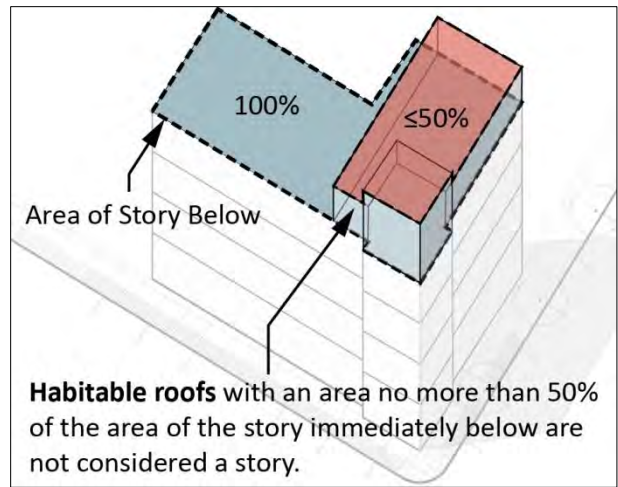 100%
≤50%
Area of Story Below
Habitable roofs with an area no more than 50%
of the area of the story immediately below are
not considered a story.